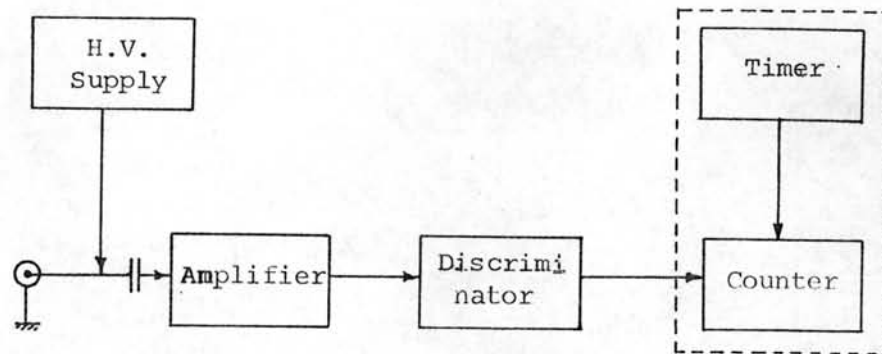 H.V.
Supply
Timer
Amplifier
Discrimi
nator
Counter